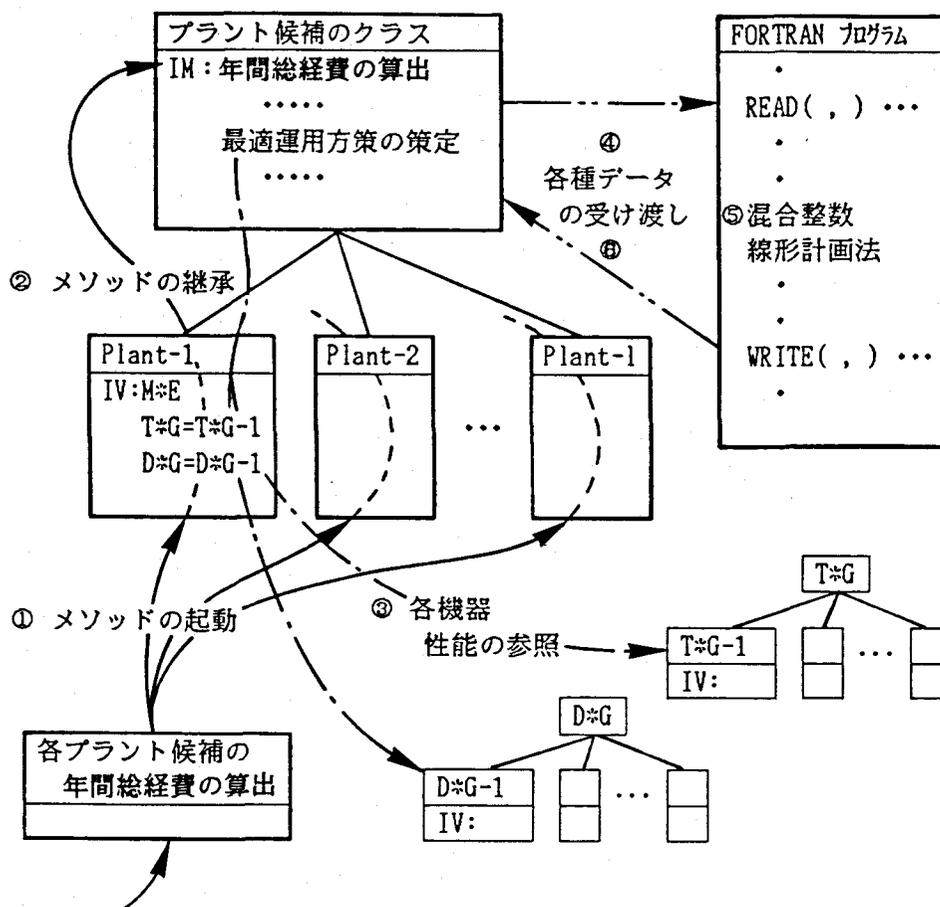 プラント候補のクラス
IM：年間総経費の算出
・・・・・
最適運用方策の策定
・・・・・
FORTRAN プログラム
・
READ( , ) ・・・
・
・
⑤混合整数
線形計画法
・
・
WRITE( , ) ・・・
・
④
各種データ
の受け渡し
⑥
② メソッドの継承
Plant-1
IV:M*E
T*G=T*G-1
D*G=D*G-1
Plant-2
・・・
Plant-l
① メソッドの起動
③ 各機器
性能の参照
T*G
T*G-1
IV:
・・・
D*G
D*G-1
IV:
・・・
各プラント候補の
年間総経費の算出